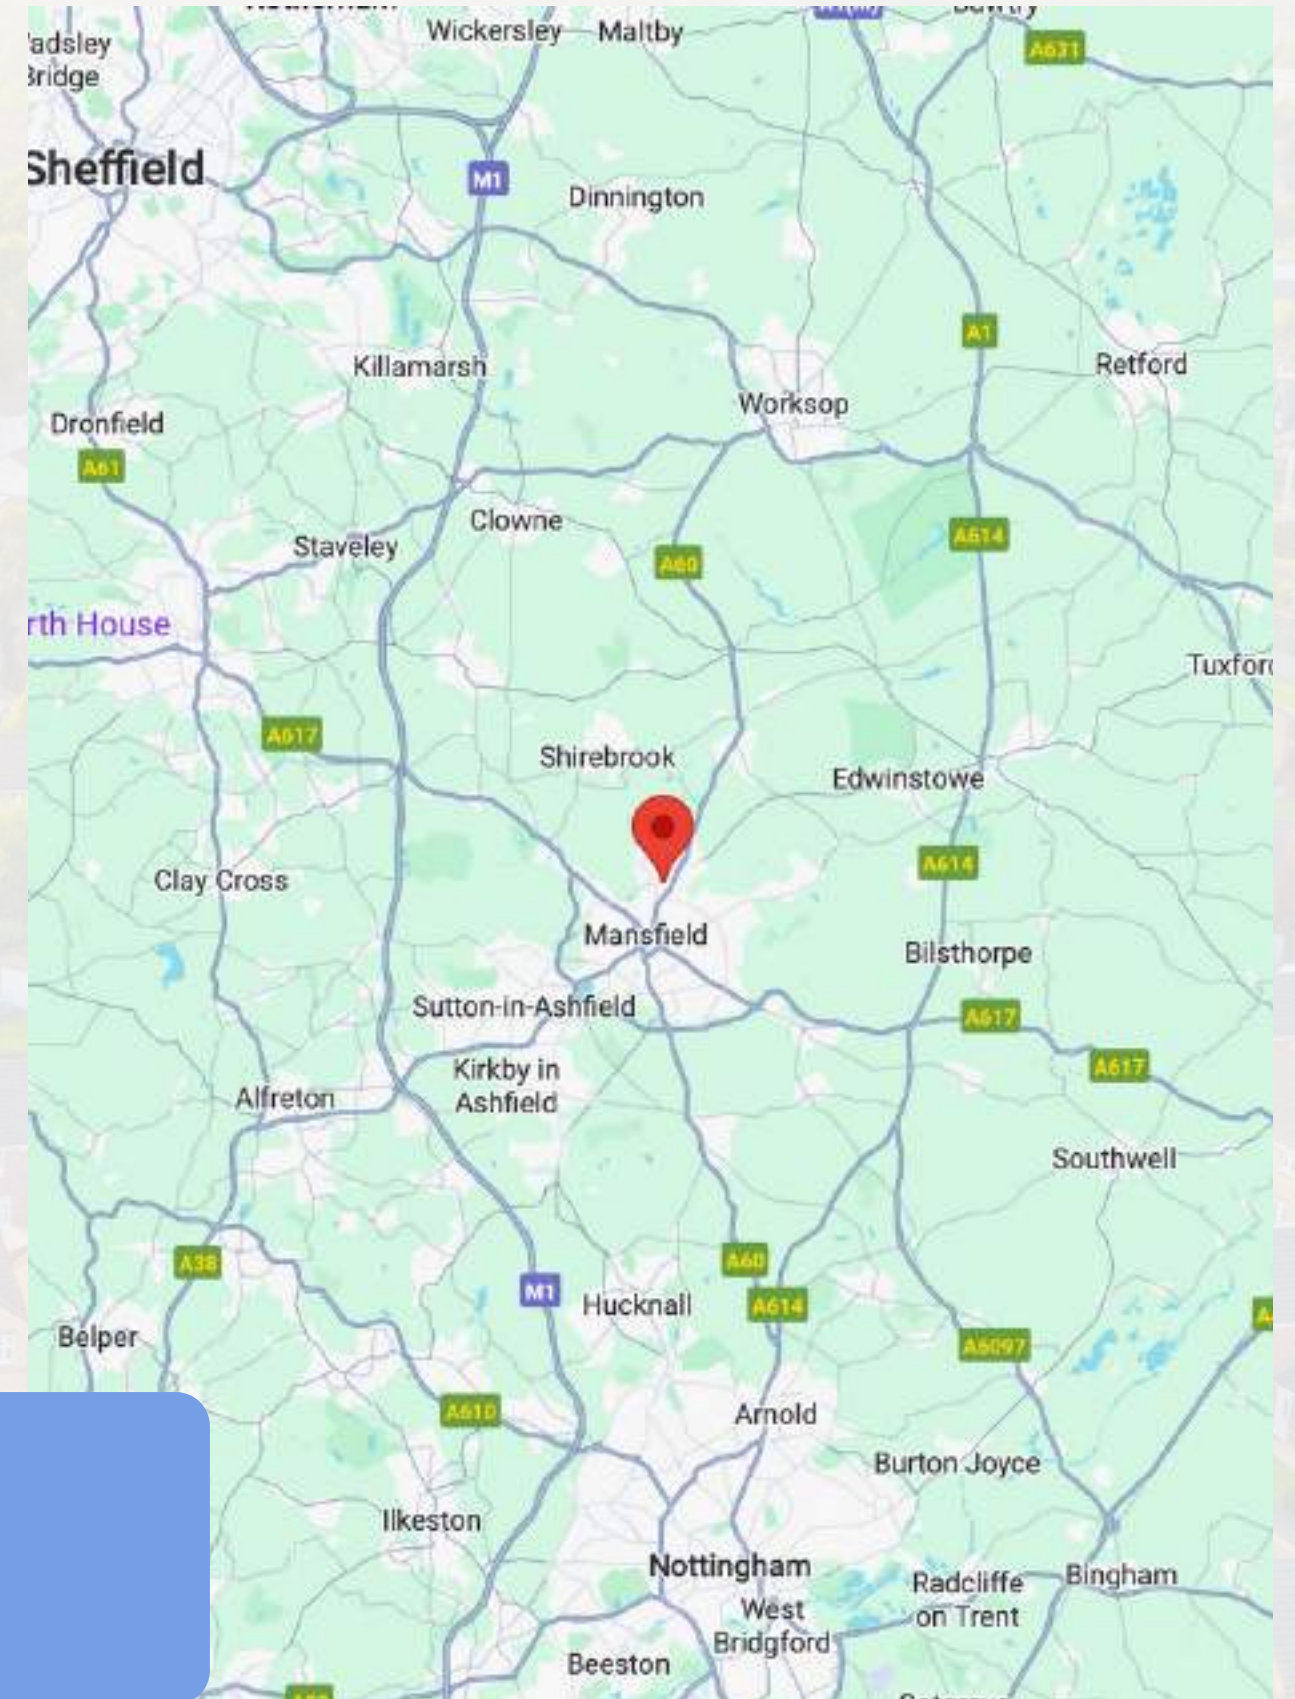 Wickersley
Maltby
A631
Bridge
Sheffield
M1
Dinnington
A1
Killamarsh
Retford
Worksop
Dronfield
A61
Clowne
A614
Staveley
A60
rth House
Tuxford
A617
Shirebrook
Edwinstowe
A614
Clay Cross
Mansfield
Bilsthorpe
Sutton-in-Ashfield
A617
Kirkby in
Ashfield
A617
Alfreton
Southwell
A38
A60
M1
Hucknall
A614
Belper
A6097
A610
Arnold
Burton Joyce
Ilkeston
Nottingham
Radcliffe
on Trent
Bingham
West
Bridgford
Beeston